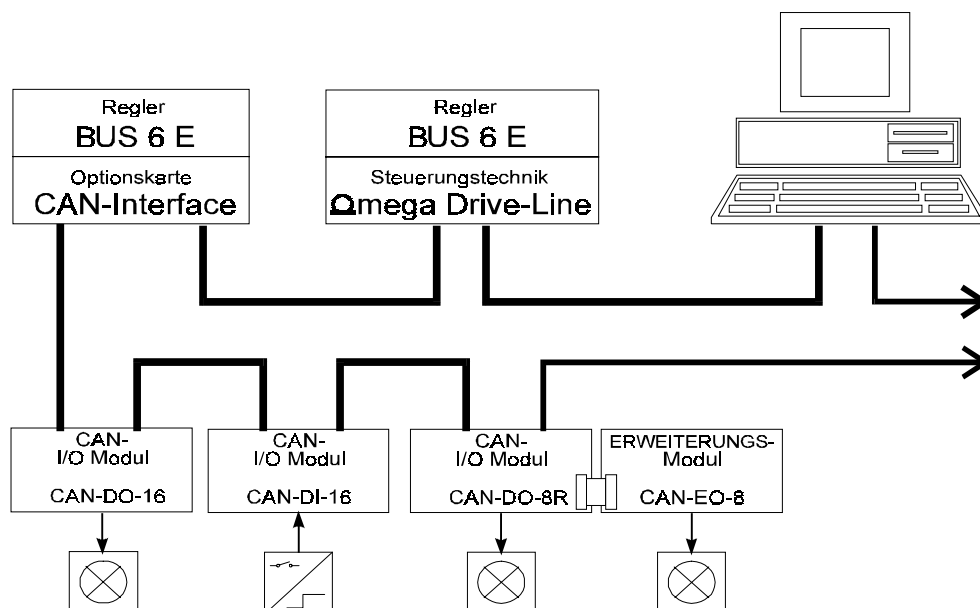 Regler
BUS 6 E
Optionskarte
CAN-Interface
Regler
BUS 6 E
Steuerungstechnik
Ωmega Drive-Line
CAN-
I/O Modul
CAN-DO-16
CAN-
I/O Modul
CAN-DI-16
CAN-
I/O Modul
CAN-DO-8R
ERWEITERUNGS-
Modul
CAN-EO-8